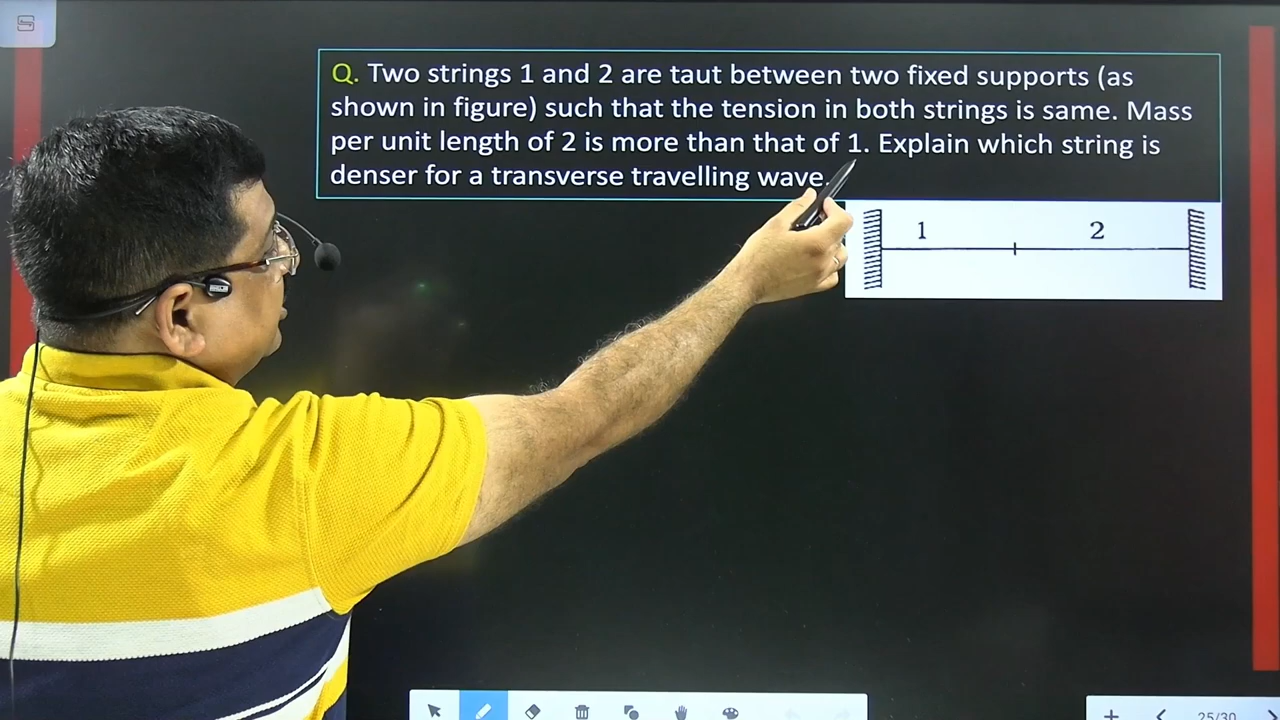 Q. Two strings 1 and 2 are taut between two fixed supports (as
shown in figure) such that the tension in both strings is same. Mass
per unit length of 2 is more than that of 1. Explain which string is
denser for a transverse travelling wave.
1 2
25/30